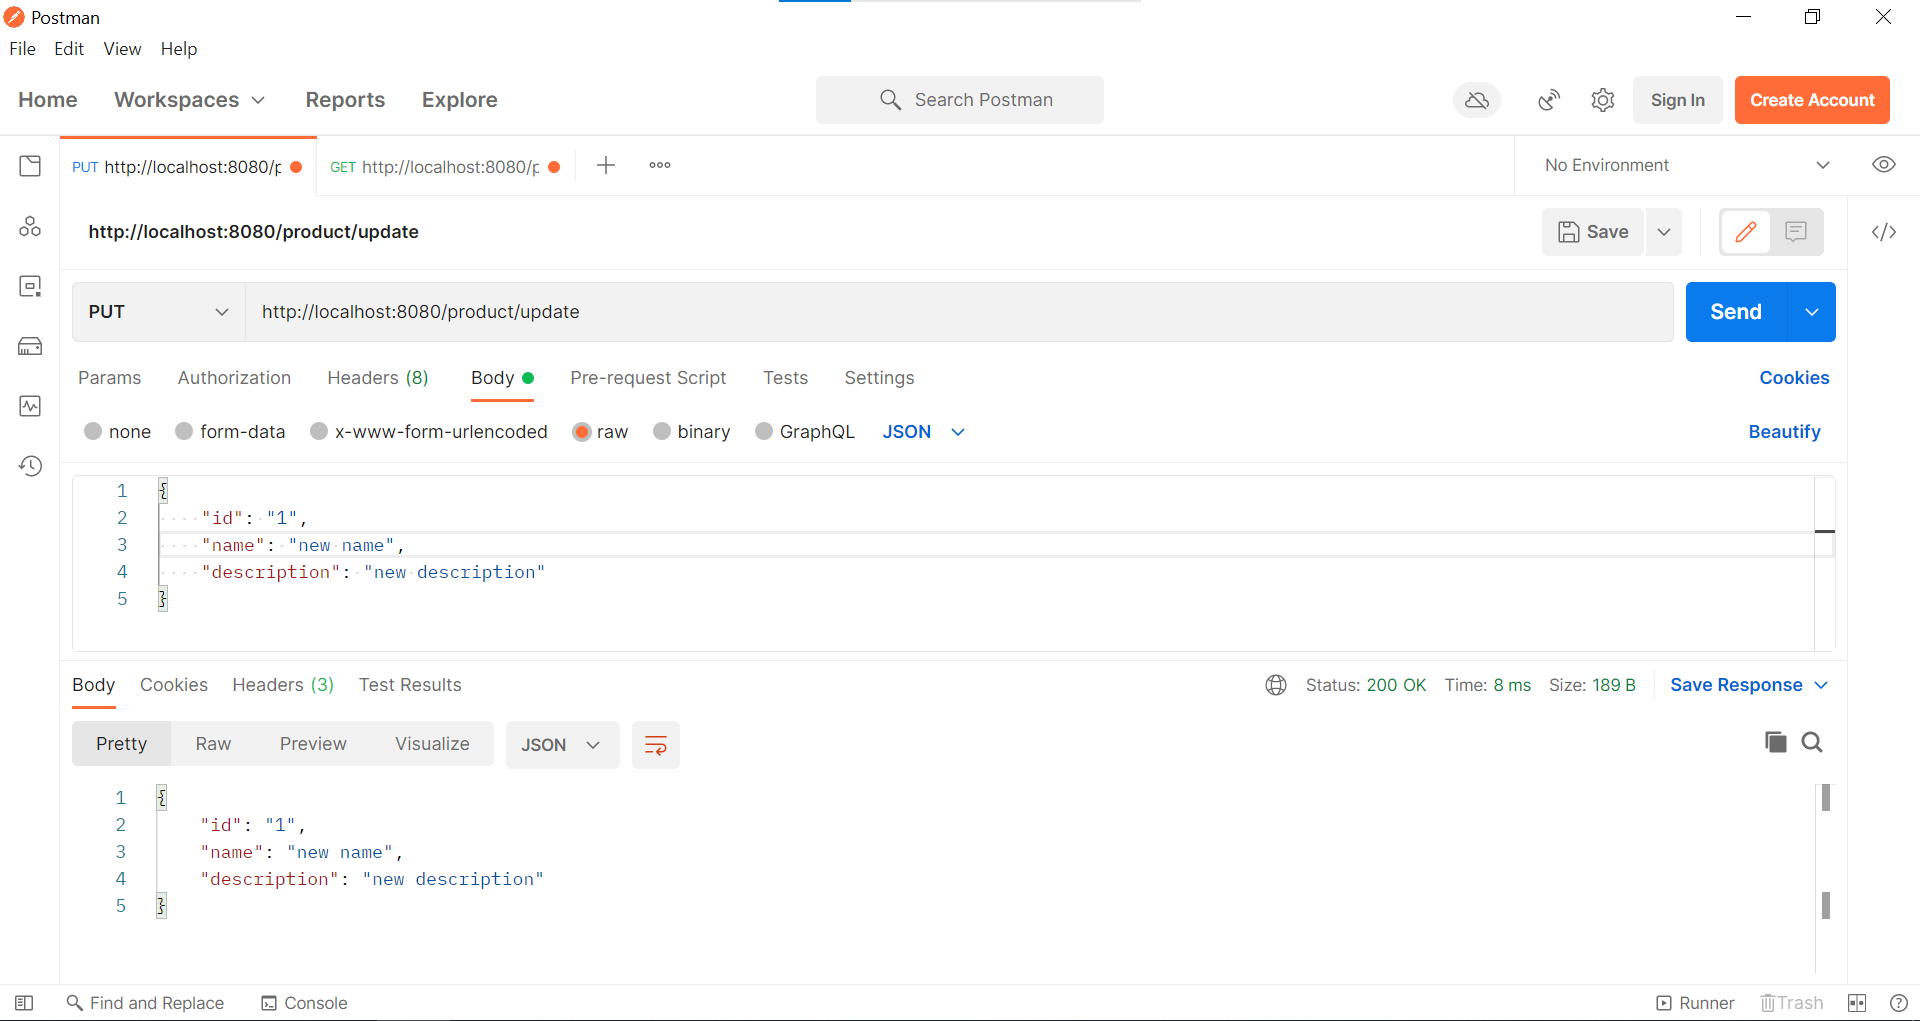 Postman
File Edit View Help
Home Workspaces Reports Explore Search Postman Sign In Create Account
PUT http://localhost:8080/p GET http://localhost:8080/p No Environment
http://localhost:8080/product/update Save
PUT http://localhost:8080/product/update Send
Params Authorization Headers (8) Body Pre-request Script Tests Settings Cookies
none form-data x-www-form-urlencoded raw binary GraphQL JSON Beautify
1 {
2 "id": "1",
3 "name": "new name",
4 "description": "new description"
5 }
Body Cookies Headers (3) Test Results Status: 200 OK Time: 8 ms Size: 189 B Save Response
Pretty Raw Preview Visualize JSON
1 {
2 "id": "1",
3 "name": "new name",
4 "description": "new description"
5 }
Find and Replace Console Runner Trash